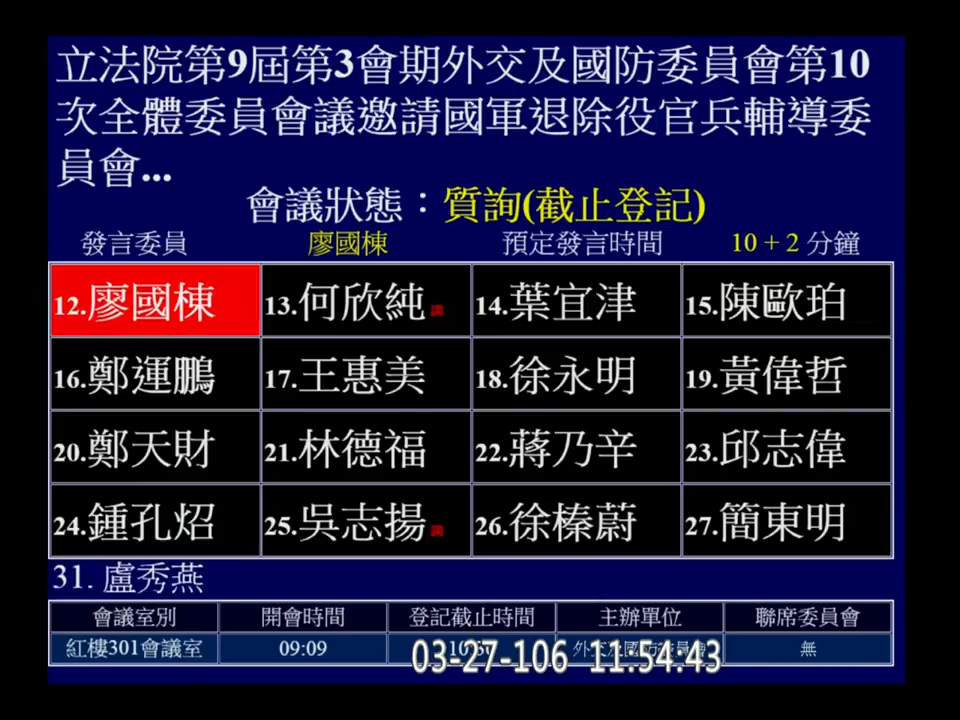 立法院第9屆第3會期外交及國防委員會第10
次全體委員會議邀請國軍退除役官兵輔導委
員會...
會議狀態：質詢(截止登記)
發言委員 廖國棟 預定發言時間 10 + 2 分鐘
12.廖國棟 13.何欣純 14.葉宜津 15.陳歐珀
16.鄭運鵬 17.王惠美 18.徐永明 19.黃偉哲
20.鄭天財 21.林德福 22.蔣乃辛 23.邱志偉
24.鍾孔炤 25.吳志揚 26.徐榛蔚 27.簡東明
31. 盧秀燕
會議室別 開會時間 登記截止時間 主辦單位 聯席委員會
紅樓301會議室 09:09 無
03-27-106 11:54:43